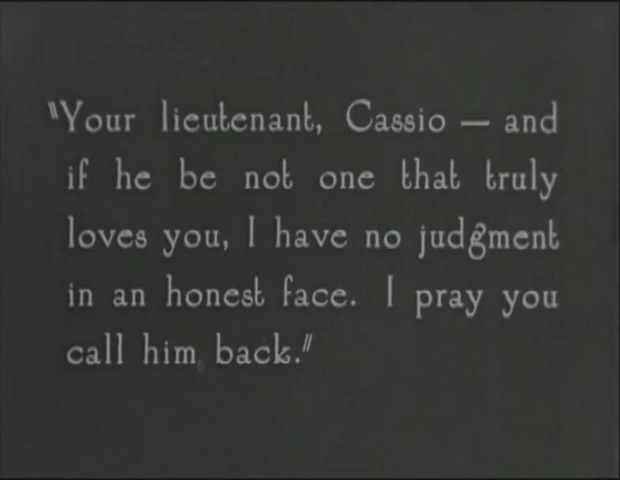 "Your lieutenant, Cassio — and
if he be not one that truly
loves you, I have no judgment
in an honest face. I pray you
call him back."